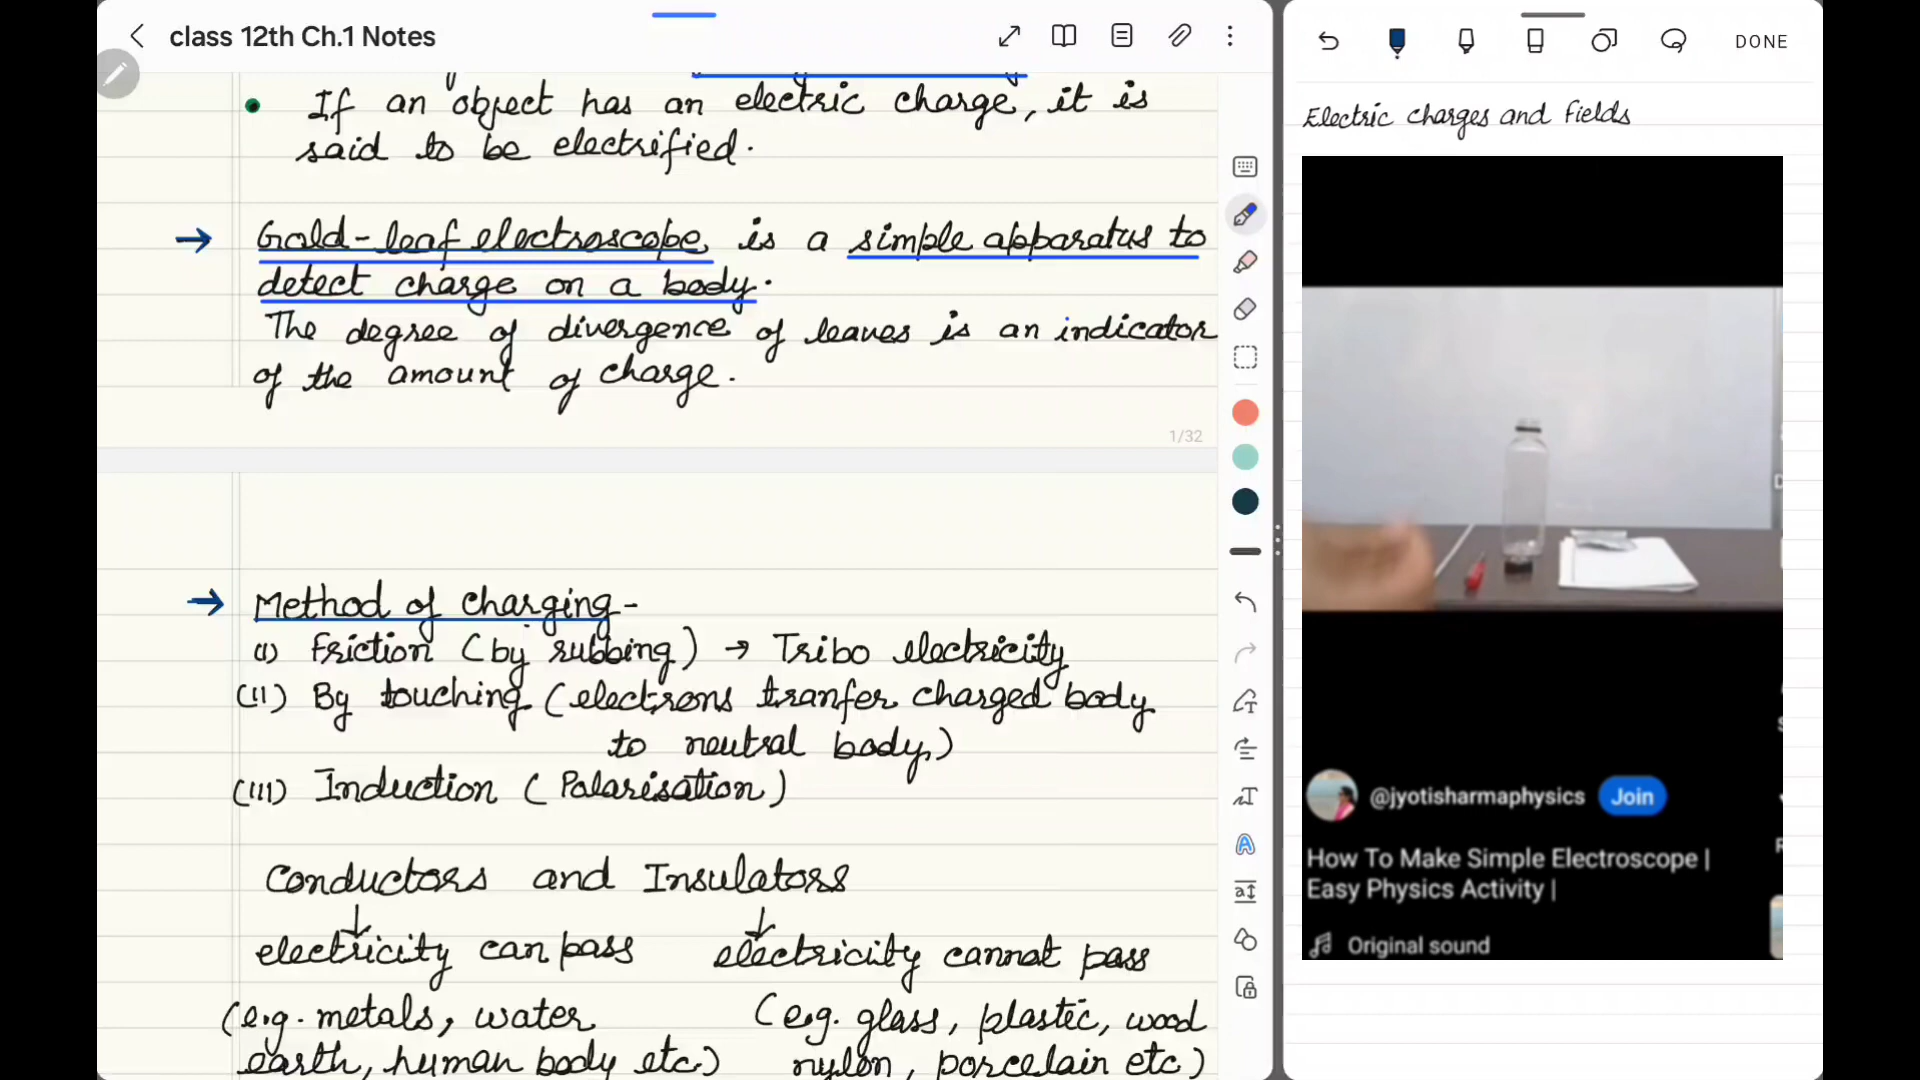 class 12th Ch.1 Notes
If an object has an electric charge, it is
said to be electrified.
→ Gold-leaf electroscope is a simple apparatus to
detect charge on a body.
The degree of divergence of leaves is an indicator
of the amount of charge.
1/32
→ Method of charging-
(i) Friction (by rubbing) → Tribo electricity
(ii) By touching (electrons tranfer charged body
to neutral body)
(iii) Induction (Polarisation)
Conductors and Insulators
↓ ↓
electricity can pass electricity cannot pass
(e.g. metals, water (e.g. glass, plastic, wood
earth, human body etc) nylon, porcelain etc)
DONE
Electric charges and fields
@jyotisharmaphysics Join
How To Make Simple Electroscope |
Easy Physics Activity |
Original sound